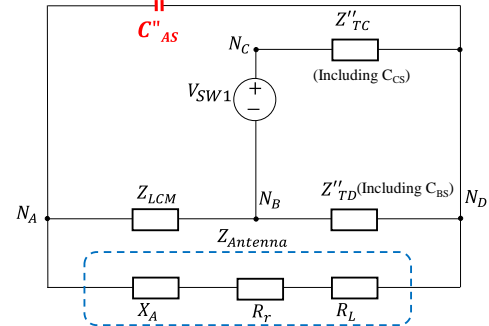 C"AS
Z''TC
NC
(Including CCS)
VSW1
+
−
ZLCM
NB
Z''TD(Including CBS)
ND
NA
ZAntenna
XA
Rr
RL